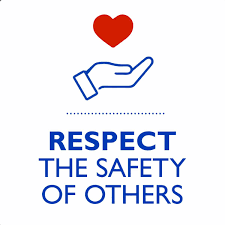 RESPECT
THE SAFETY
OF OTHERS